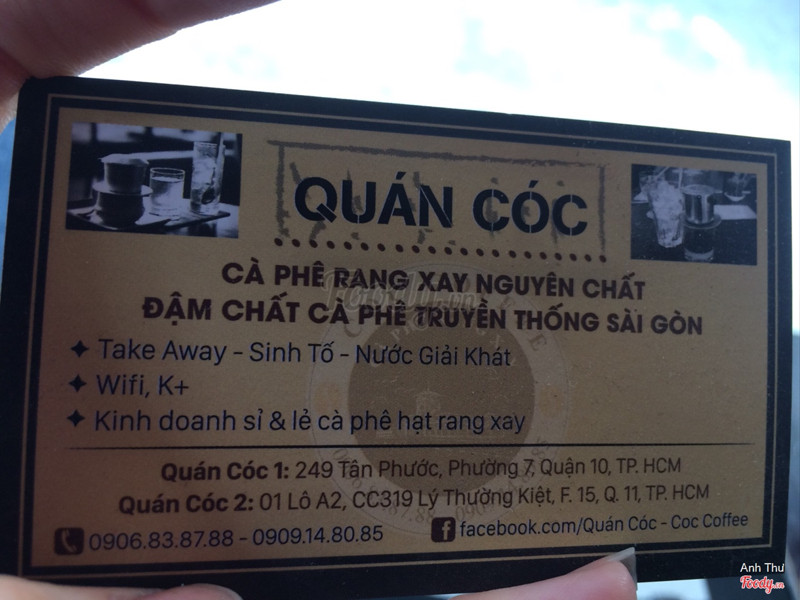 QUÁN CÓC
CÀ PHÊ RANG XAY NGUYÊN CHẤT
ĐẬM CHẤT CÀ PHÊ TRUYỀN THỐNG SÀI GÒN
✦ Take Away - Sinh Tố - Nước Giải Khát
✦ Wifi, K+
✦ Kinh doanh sỉ & lẻ cà phê hạt rang xay
Quán Cóc 1: 249 Tân Phước, Phường 7, Quận 10, TP. HCM
Quán Cóc 2: 01 Lô A2, CC319 Lý Thường Kiệt, F. 15, Q. 11, TP. HCM
0906.83.87.88 - 0909.14.80.85
facebook.com/Quán Cóc - Coc Coffee
Anh Thư
Foody.vn